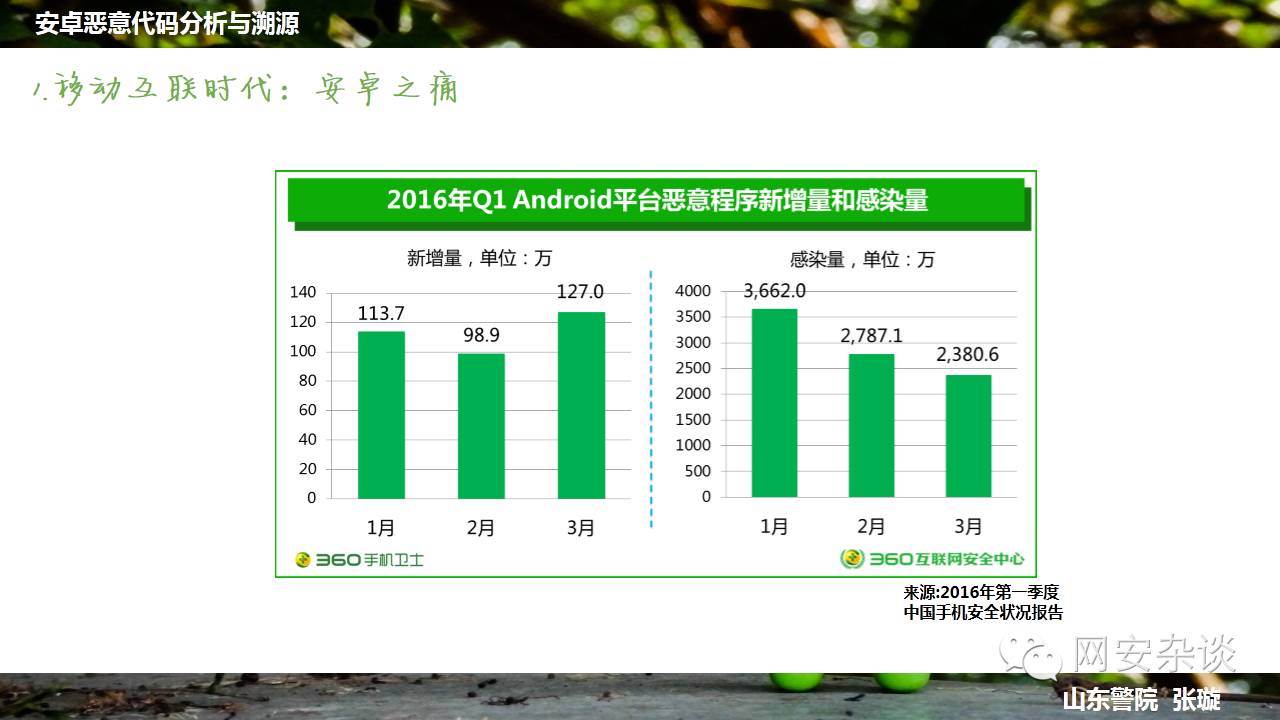 安卓恶意代码分析与溯源
1.移动互联时代：安卓之痛
2016年Q1 Android平台恶意程序新增量和感染量
新增量，单位：万
140
120
100
80
60
40
20
0
113.7
98.9
127.0
1月
2月
3月
360手机卫士
感染量，单位：万
4000
3500
3000
2500
2000
1500
1000
500
0
3,662.0
2,787.1
2,380.6
1月
2月
3月
360互联网安全中心
来源:2016年第一季度
中国手机安全状况报告
网安杂谈
山东警院 张璇